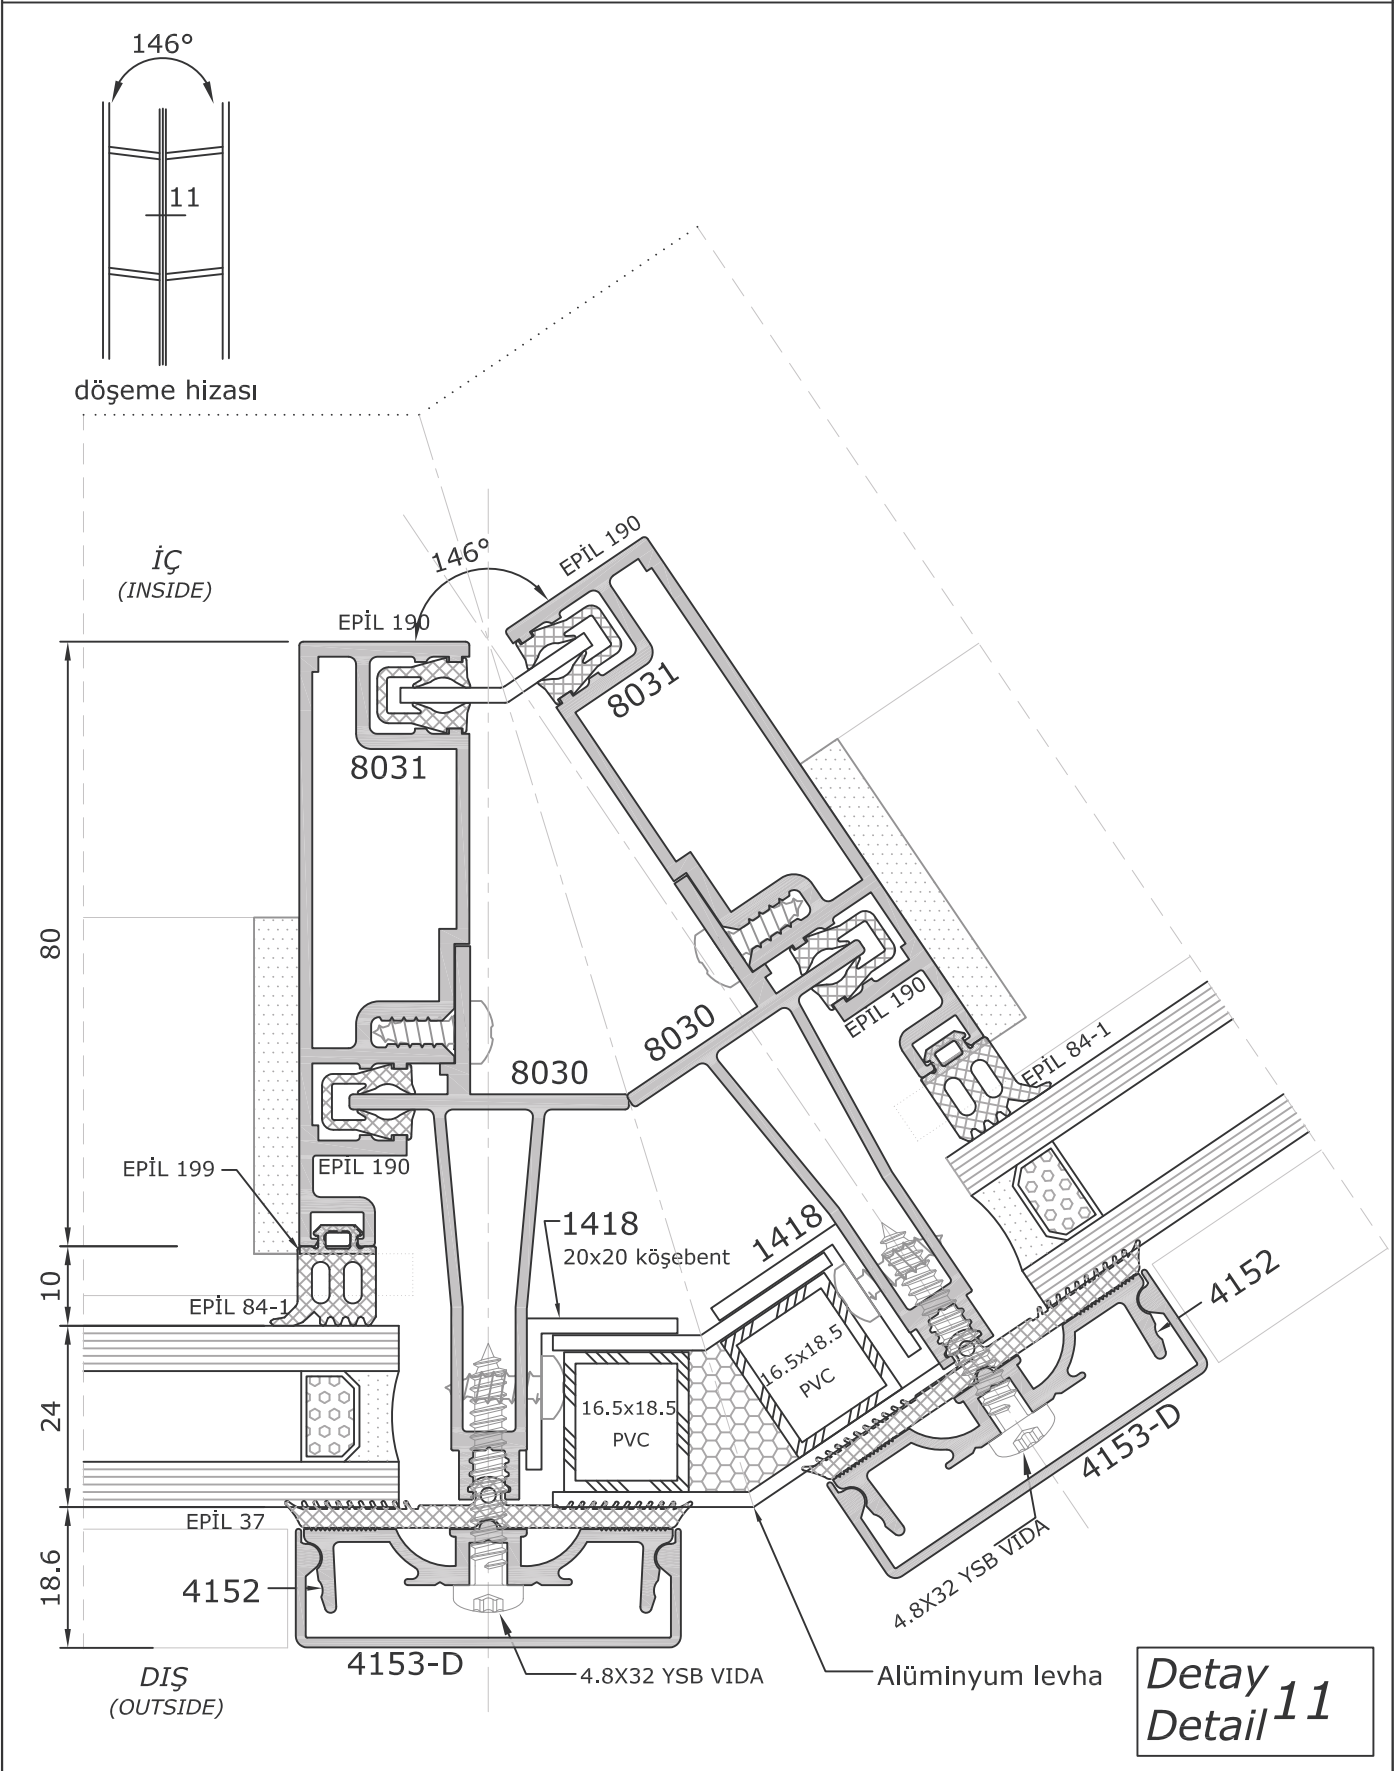 146°
11
döşeme hizası
İÇ
(INSIDE)
146°
EPİL 190
EPİL 190
8031
8031
80
8030
8030
EPİL 190
EPİL 84-1
EPİL 199
EPİL 190
1418
20x20 köşebent
1418
10
EPİL 84-1
4152
24
16.5x18.5
PVC
16.5x18.5
PVC
4153-D
EPİL 37
18.6
4152
4.8X32 YSB VIDA
4153-D
4.8X32 YSB VIDA
Alüminyum levha
DIŞ
(OUTSIDE)
Detay
Detail 11